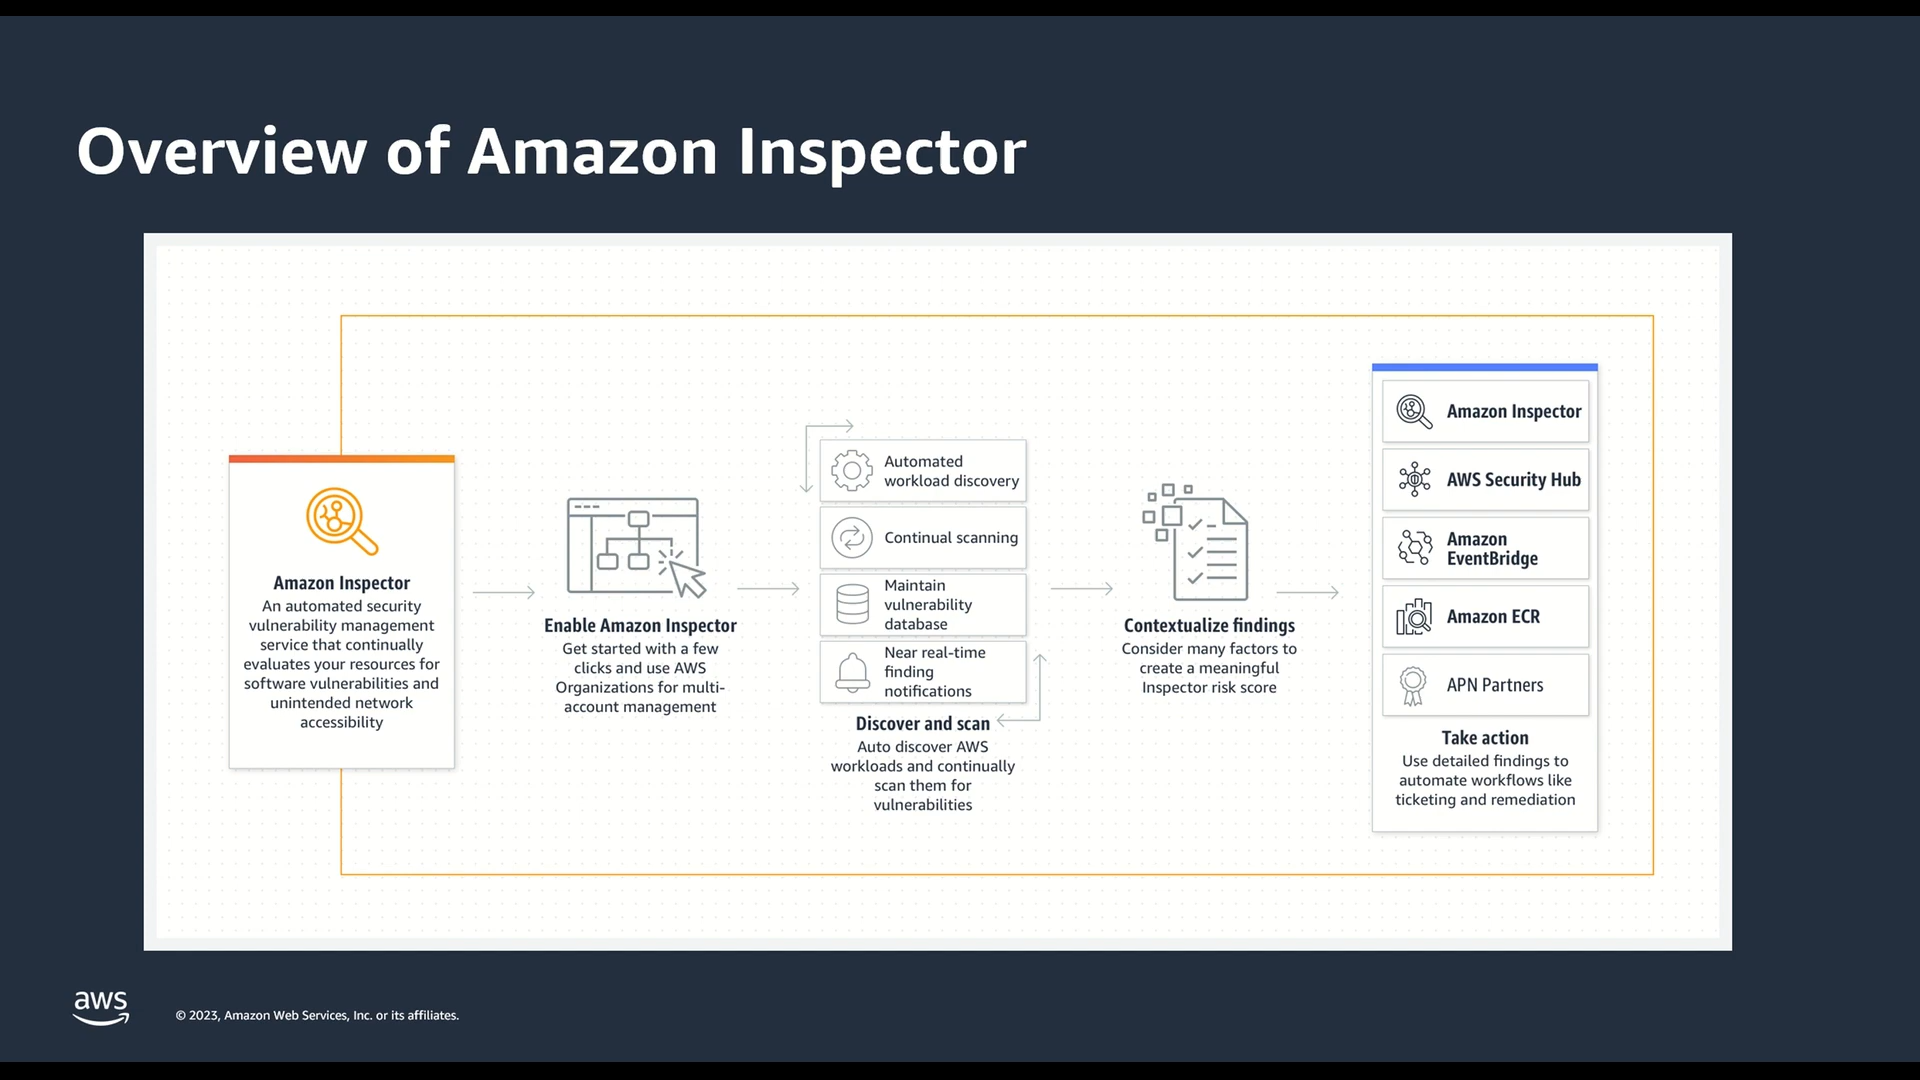 Overview of Amazon Inspector
Amazon Inspector
An automated security
vulnerability management
service that continually
evaluates your resources for
software vulnerabilities and
unintended network
accessibility
Enable Amazon Inspector
Get started with a few
clicks and use AWS
Organizations for multi-
account management
Automated
workload discovery
Continual scanning
Maintain
vulnerability
database
Near real-time
finding
notifications
Discover and scan
Auto discover AWS
workloads and continually
scan them for
vulnerabilities
Contextualize findings
Consider many factors to
create a meaningful
Inspector risk score
Amazon Inspector
AWS Security Hub
Amazon
EventBridge
Amazon ECR
APN Partners
Take action
Use detailed findings to
automate workflows like
ticketing and remediation
aws
© 2023, Amazon Web Services, Inc. or its affiliates.